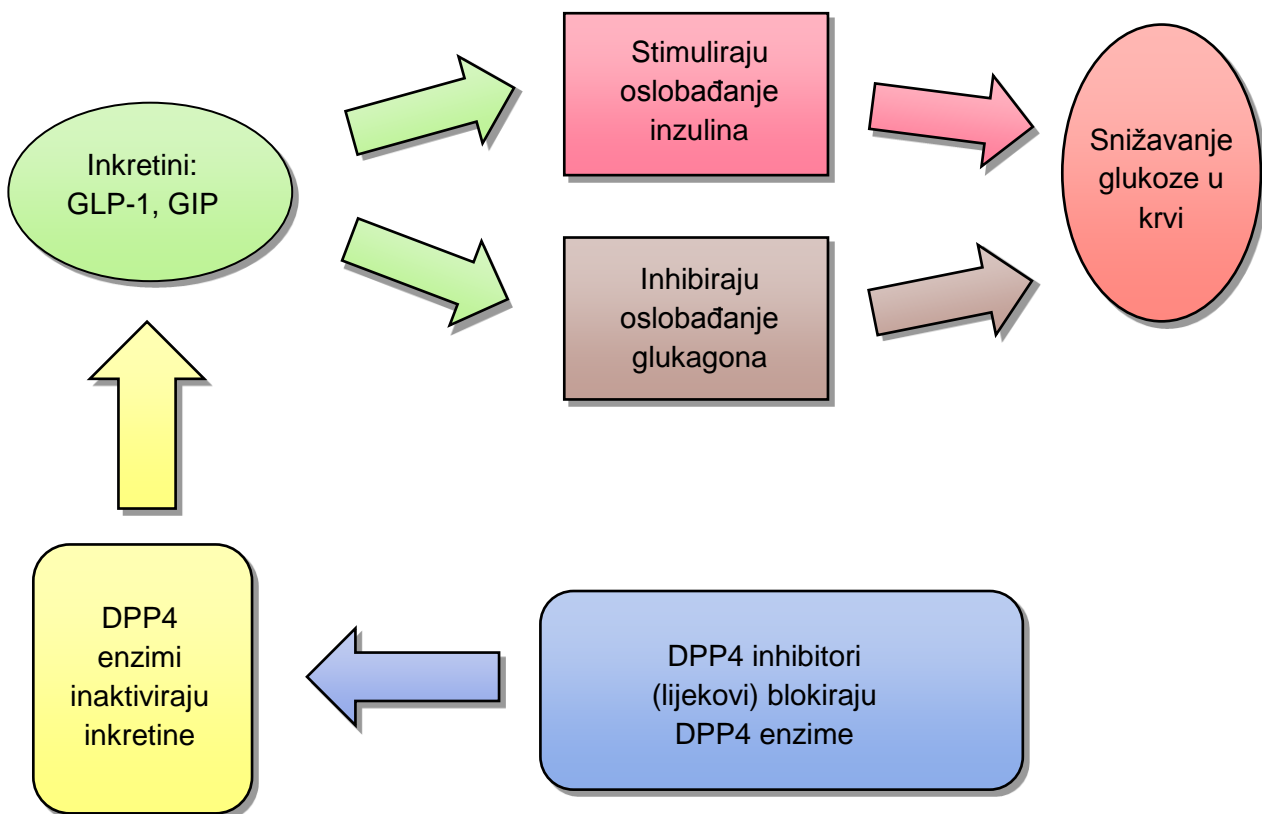 Inkretini:
GLP-1, GIP
Stimuliraju
oslobađanje
inzulina
Inhibiraju
oslobađanje
glukagona
Snižavanje
glukoze u
krvi
DPP4
enzimi
inaktiviraju
inkretine
DPP4 inhibitori
(lijekovi) blokiraju
DPP4 enzime